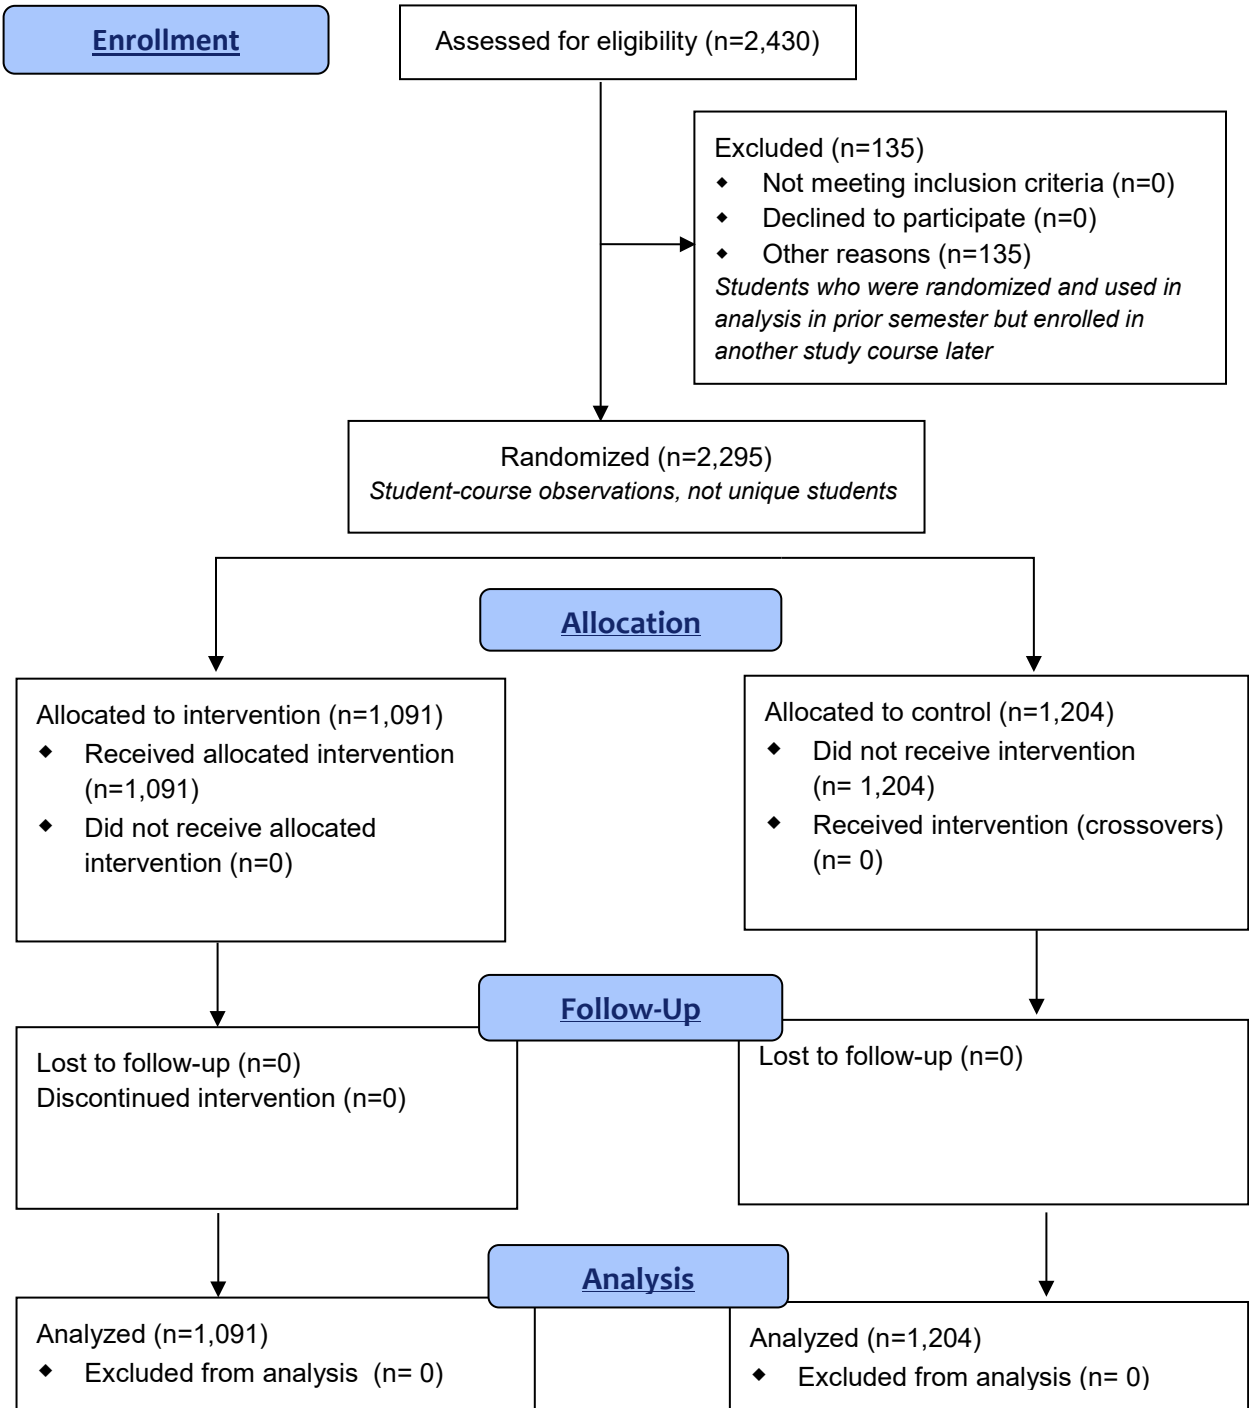 Enrollment
Assessed for eligibility (n=2,430)
Excluded (n=135)
◆ Not meeting inclusion criteria (n=0)
◆ Declined to participate (n=0)
◆ Other reasons (n=135)
Students who were randomized and used in
analysis in prior semester but enrolled in
another study course later
Randomized (n=2,295)
Student-course observations, not unique students
Allocation
Allocated to intervention (n=1,091)
◆ Received allocated intervention
(n=1,091)
◆ Did not receive allocated
intervention (n=0)
Allocated to control (n=1,204)
◆ Did not receive intervention
(n= 1,204)
◆ Received intervention (crossovers)
(n= 0)
Follow-Up
Lost to follow-up (n=0)
Discontinued intervention (n=0)
Lost to follow-up (n=0)
Analysis
Analyzed (n=1,091)
◆ Excluded from analysis (n= 0)
Analyzed (n=1,204)
◆ Excluded from analysis (n= 0)